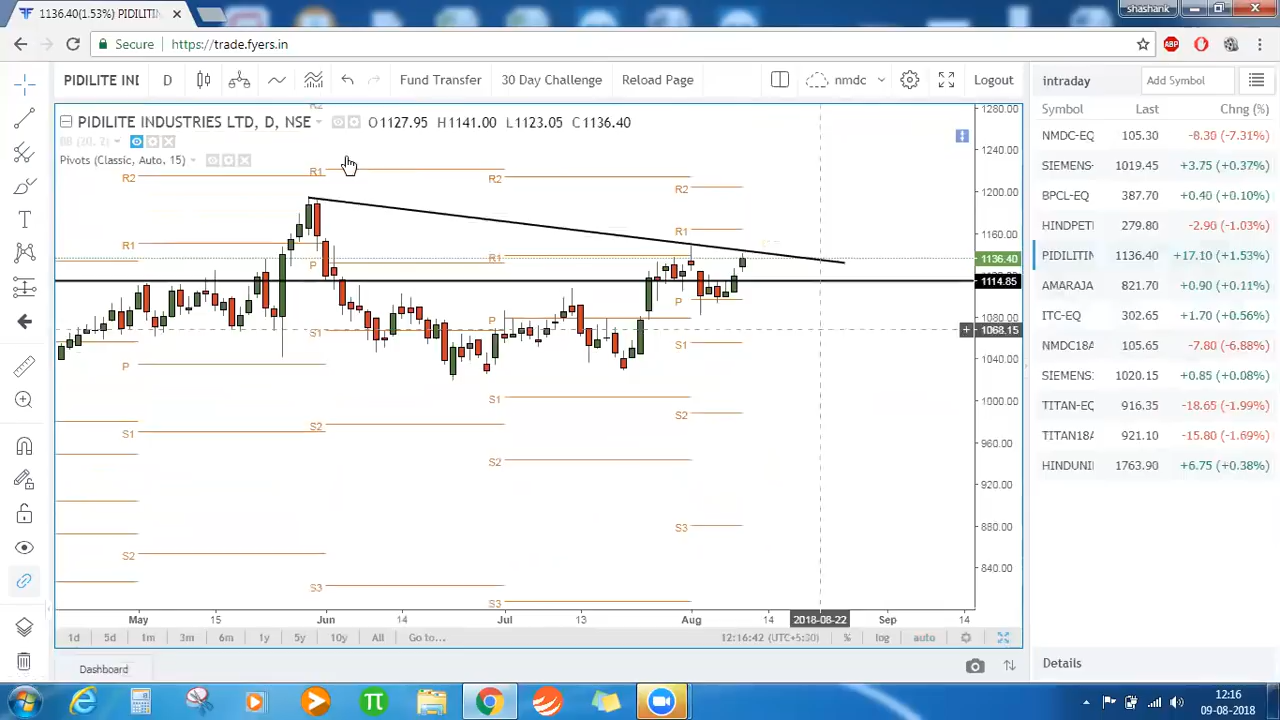 shashank
1136.40(1.53%) PIDILITI
Secure
https://trade.fyers.in
ABP
PIDILITE INI
D
Fund Transfer
30 Day Challenge
Reload Page
nmdc
Logout
intraday
Add Symbol
Symbol
Last
Chng (%)
PIDILITE INDUSTRIES LTD, D, NSE
O1127.95 H1141.00 L1123.05 C1136.40
BB (20, 2)
Pivots (Classic, Auto, 15)
NMDC-EQ 105.30 -8.30 (-7.31%)
SIEMENS- 1019.45 +3.75 (+0.37%)
BPCL-EQ 387.70 +0.40 (+0.10%)
HINDPET 279.80 -2.90 (-1.03%)
PIDILITIN 1136.40 +17.10 (+1.53%)
AMARAJA 821.70 +0.90 (+0.11%)
ITC-EQ 302.65 +1.70 (+0.56%)
NMDC18A 105.65 -7.80 (-6.88%)
SIEMENS: 1020.15 +0.85 (+0.08%)
TITAN-EQ 916.35 -18.65 (-1.99%)
TITAN18A 921.10 -15.80 (-1.69%)
HINDUNI 1763.90 +6.75 (+0.38%)
R2
R1
P
S1
S2
R2
R1
P
S1
S2
S3
R2
R1
P
S1
S2
S3
R2
R1
P
S1
S2
S3
1280.00
1240.00
1200.00
1160.00
1136.40
1114.85
1068.15
1040.00
1000.00
960.00
920.00
880.00
840.00
May 15 Jun 14 Jul 13 Aug 14 2018-08-22 Sep 14
1d 5d 1m 3m 6m 1y 5y 10y All Go to...
12:16:42 (UTC+5:30) % log auto
Dashboard
Details
12:16
09-08-2018